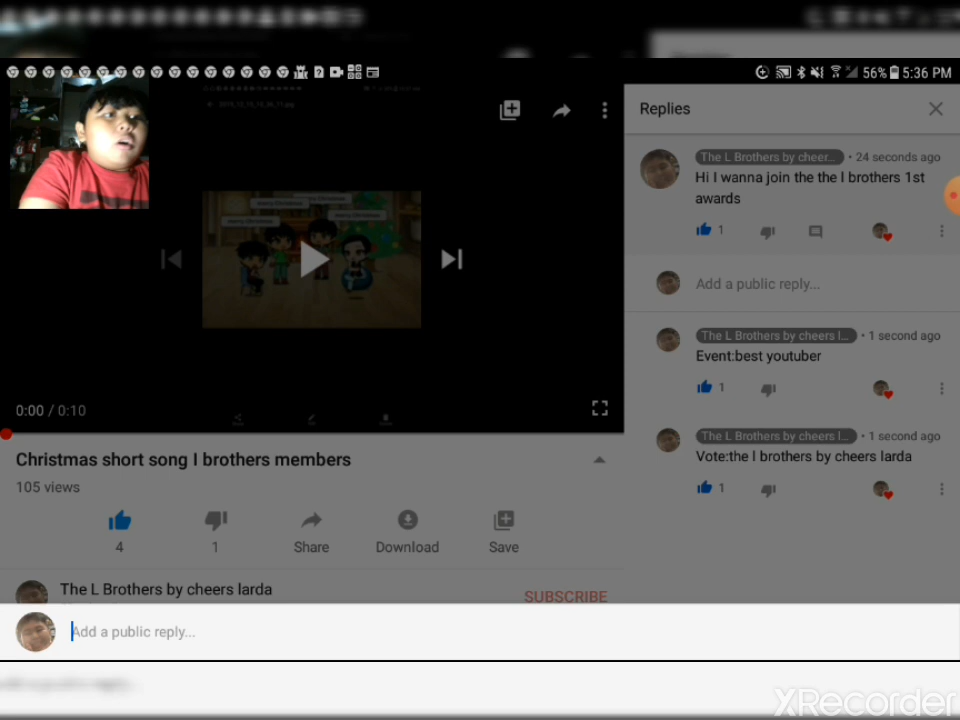 56% 5:36 PM
Replies
The L Brothers by cheer... • 24 seconds ago
Hi I wanna join the the l brothers 1st
awards
1
Add a public reply...
The L Brothers by cheers l... • 1 second ago
Event:best youtuber
1
The L Brothers by cheers l... • 1 second ago
Vote:the l brothers by cheers larda
1
0:00 / 0:10
Christmas short song l brothers members
105 views
4
1
Share
Download
Save
The L Brothers by cheers larda
SUBSCRIBE
Add a public reply...
XRecorder